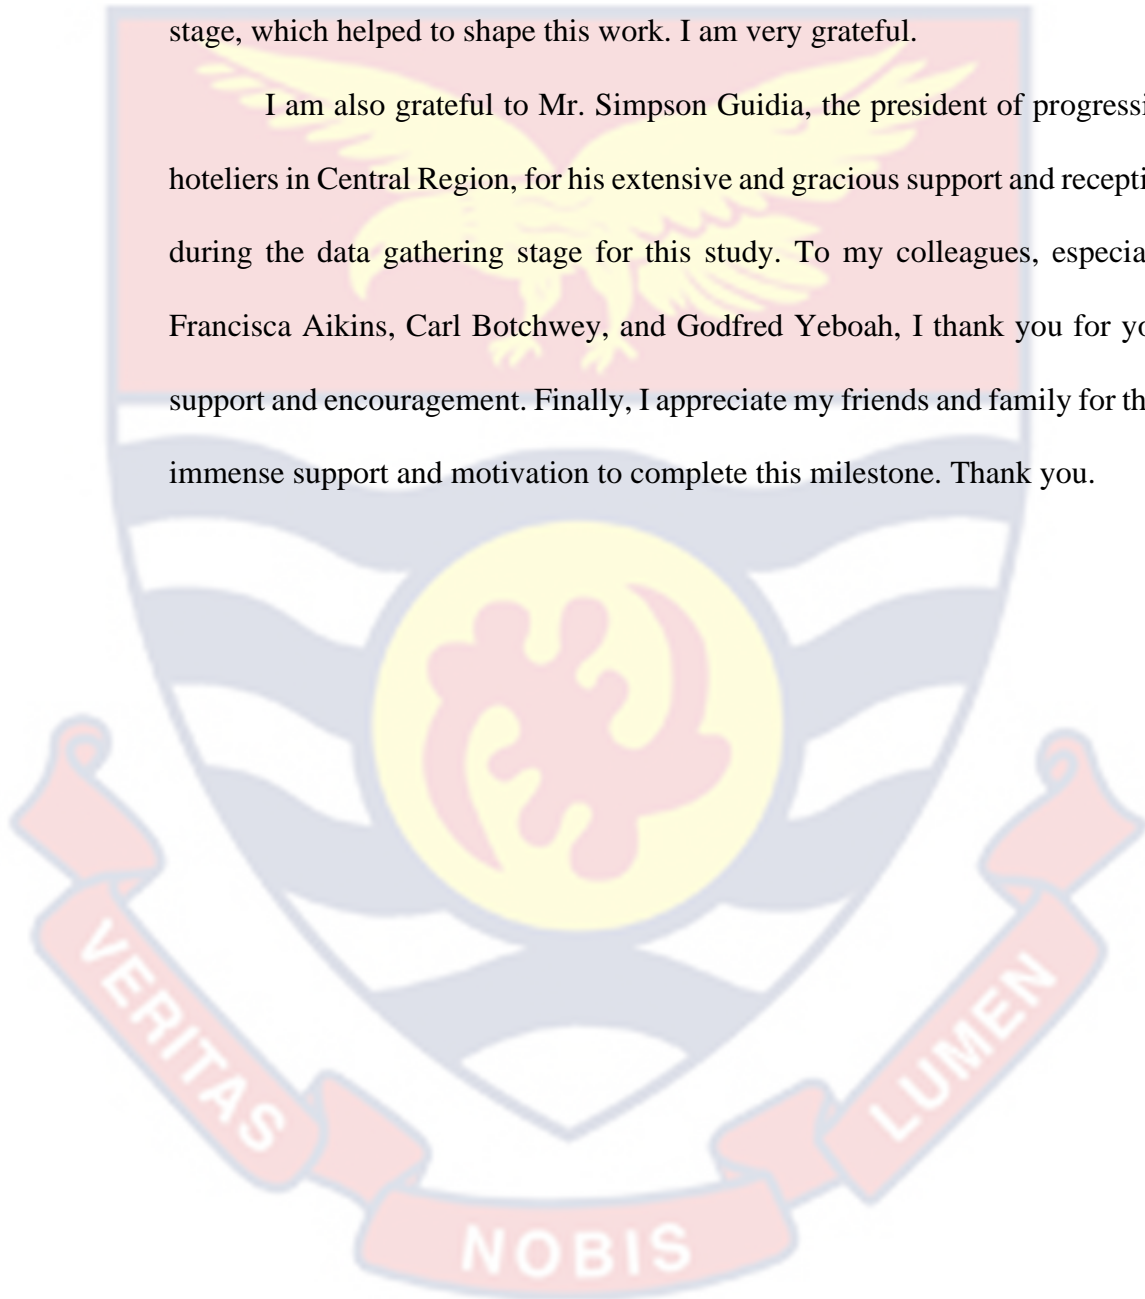 stage, which helped to shape this work. I am very grateful.
I am also grateful to Mr. Simpson Guidia, the president of progressi
hoteliers in Central Region, for his extensive and gracious support and recepti
during the data gathering stage for this study. To my colleagues, especia
Francisca Aikins, Carl Botchwey, and Godfred Yeboah, I thank you for yo
support and encouragement. Finally, I appreciate my friends and family for th
immense support and motivation to complete this milestone. Thank you.
VERITAS
NOBIS
LUMEN